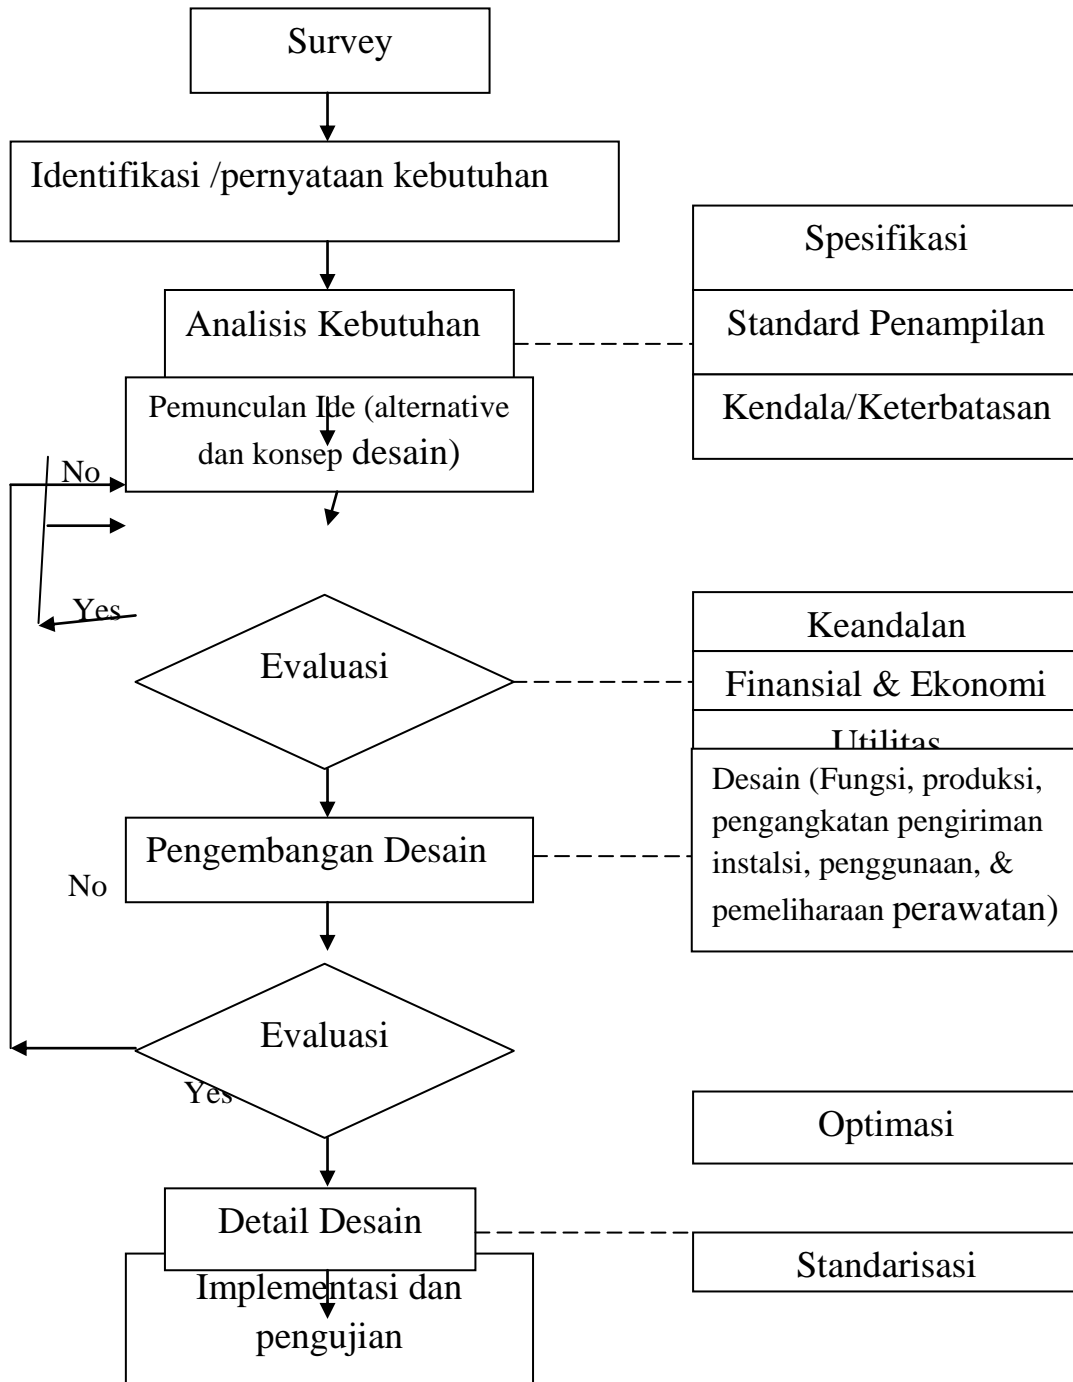 Survey
Identifikasi /pernyataan kebutuhan
Spesifikasi
Analisis Kebutuhan
Standard Penampilan
Pemunculan Ide (alternative
dan konsep desain)
Kendala/Keterbatasan
No
Yes
Evaluasi
Keandalan
Finansial & Ekonomi
Utilitas
Desain (Fungsi, produksi,
pengangkatan pengiriman
instalsi, penggunaan, &
pemeliharaan perawatan)
Pengembangan Desain
No
Evaluasi
Yes
Optimasi
Detail Desain
Standarisasi
Implementasi dan
pengujian